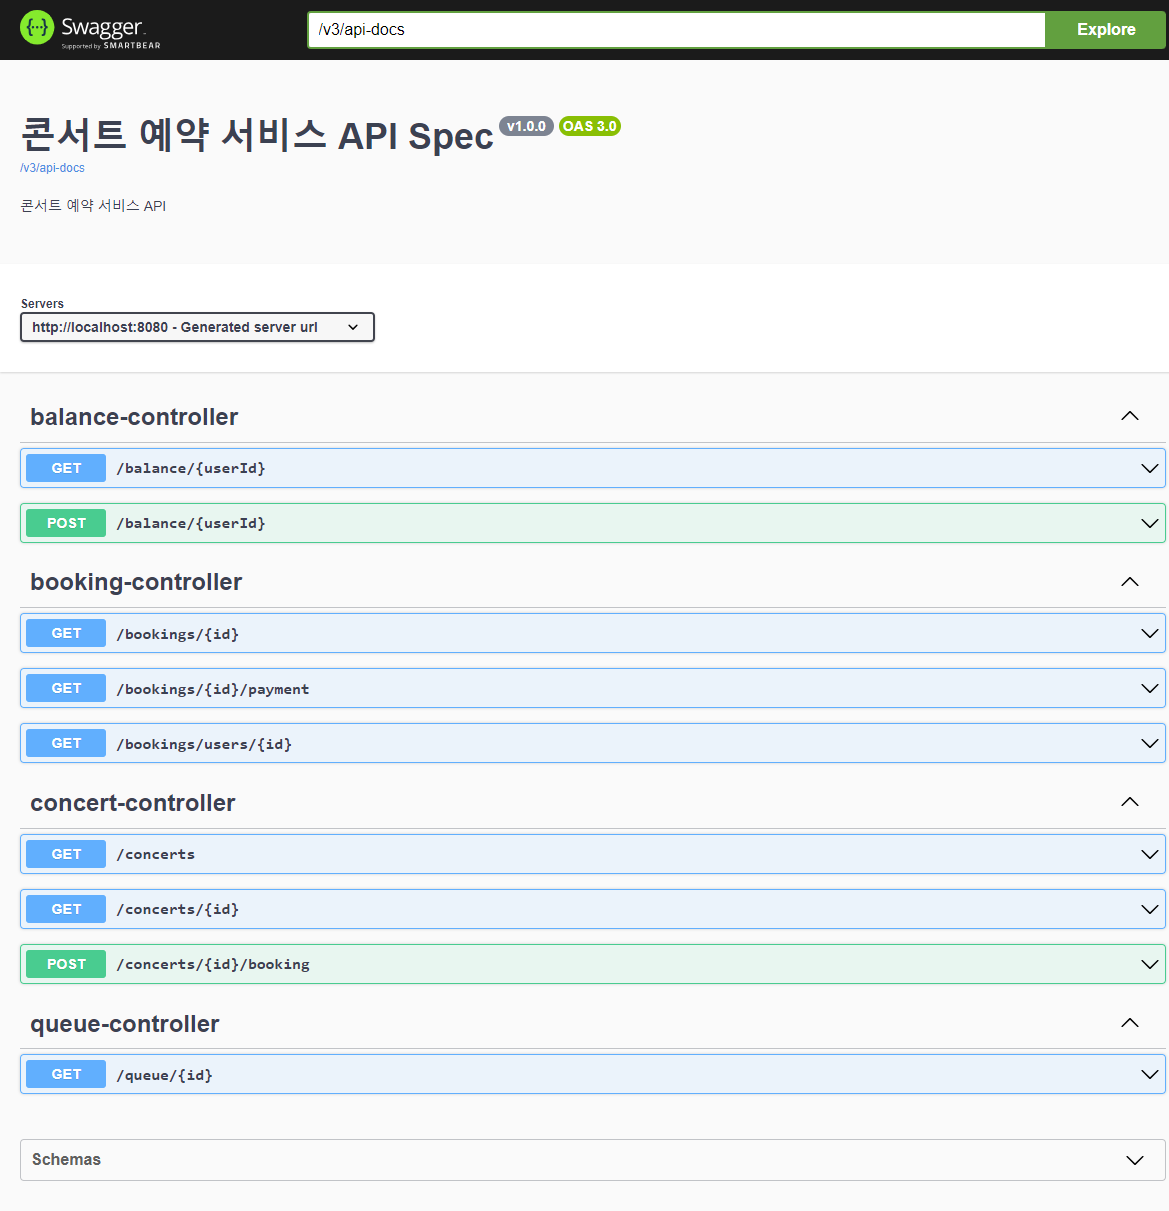 Swagger
Supported by SMARTBEAR
/v3/api-docs
Explore
콘서트 예약 서비스 API Spec v1.0.0 OAS 3.0
/v3/api-docs
콘서트 예약 서비스 API
Servers
http://localhost:8080 - Generated server url
balance-controller
GET /balance/{userId}
POST /balance/{userId}
booking-controller
GET /bookings/{id}
GET /bookings/{id}/payment
GET /bookings/users/{id}
concert-controller
GET /concerts
GET /concerts/{id}
POST /concerts/{id}/booking
queue-controller
GET /queue/{id}
Schemas